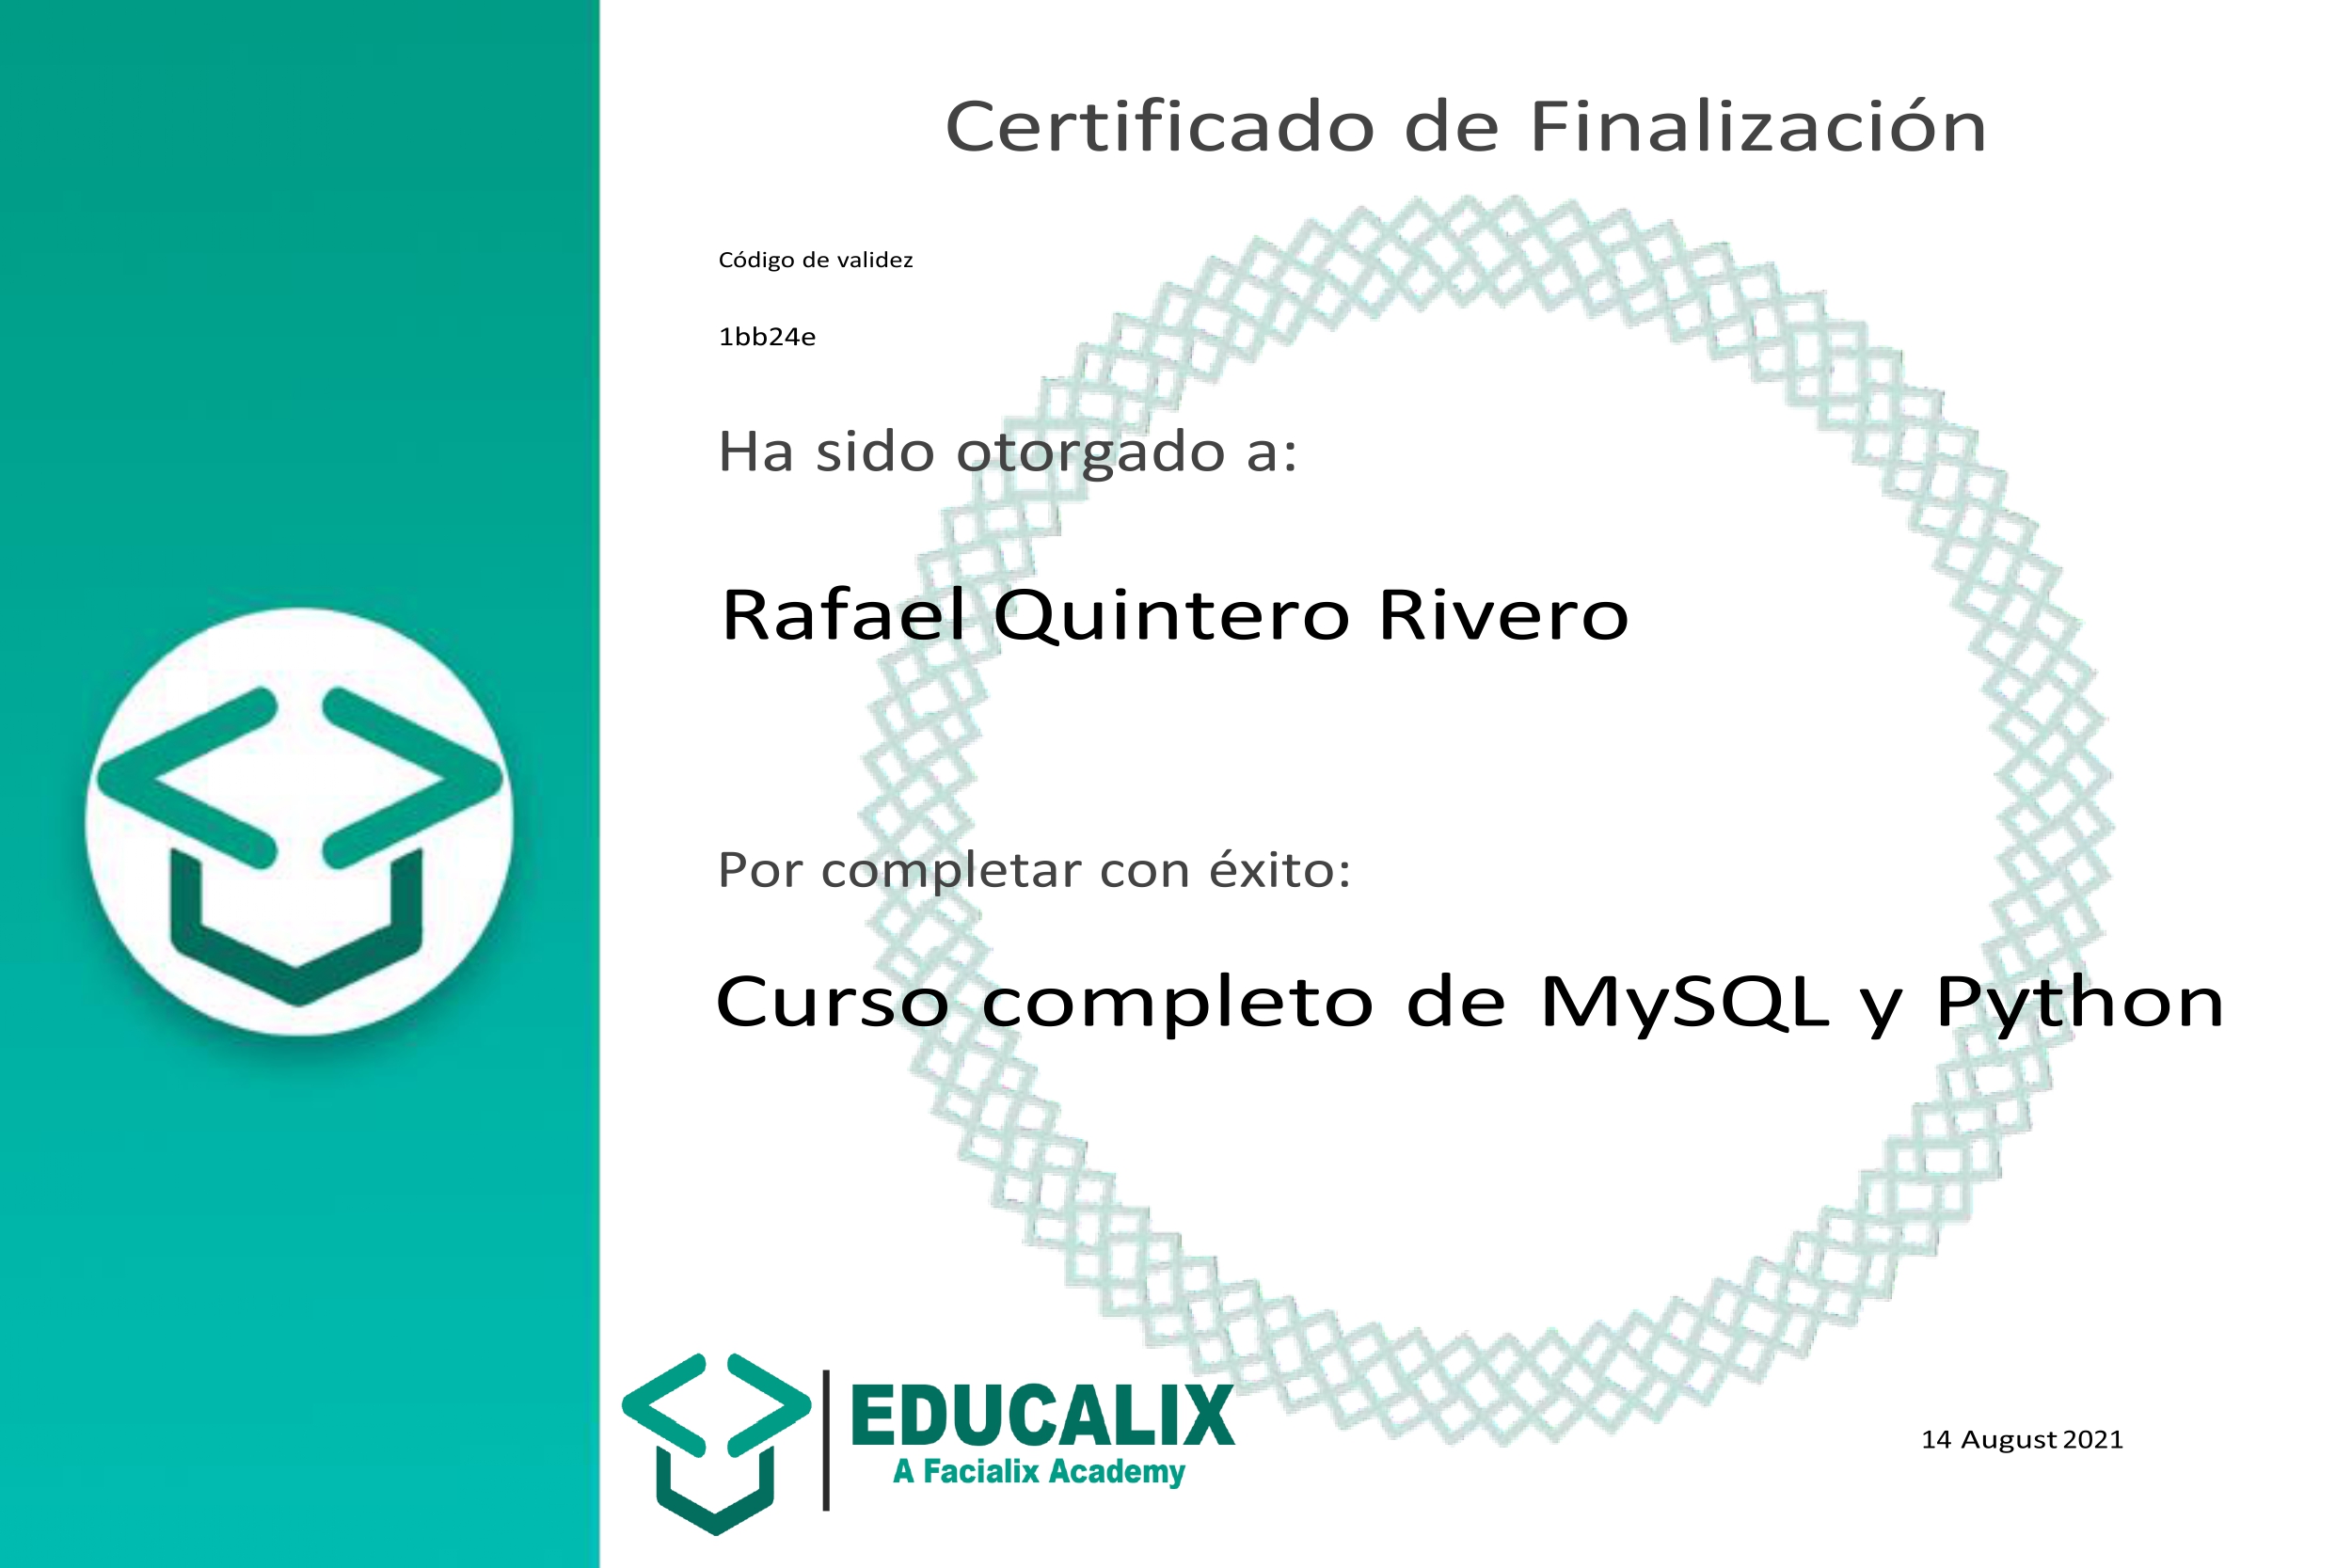 Certificado de Finalización
Código de validez
1bb24e
Ha sido otorgado a:
Rafael Quintero Rivero
Por completar con éxito:
Curso completo de MySQL y Python
EDUCALIX
A Facialix Academy
14 August 2021